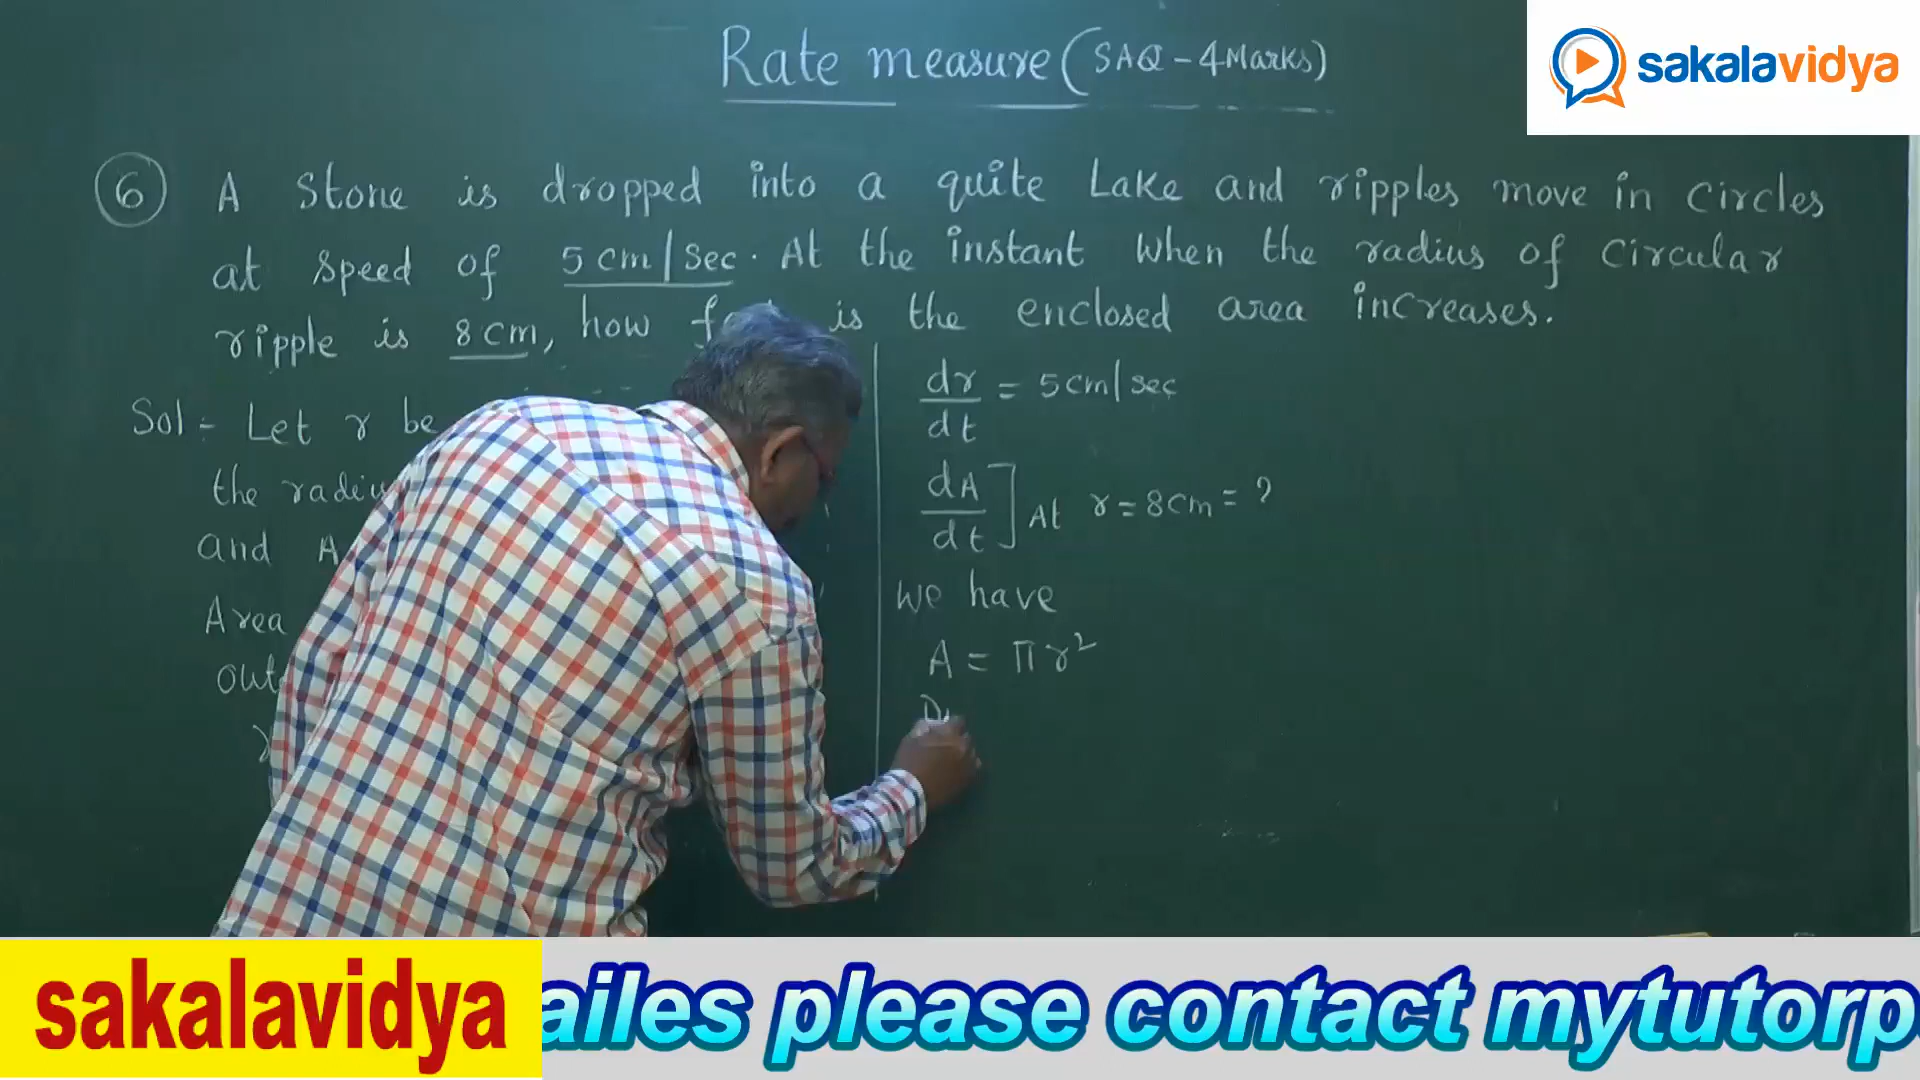 Rate measure (SAQ - 4Marks)
sakalavidya
6 A Stone is dropped into a quite Lake and ripples move in Circles
at speed of 5 cm/sec. At the instant when the radius of Circular
ripple is 8 cm, how is the enclosed area increases.
Sol:- Let r be
the radius
and A
Area
r
dr/dt = 5cm/sec
dA/dt] At r = 8cm = ?
we have
A = πr²
sakalavidya
ailes please contact mytutorp